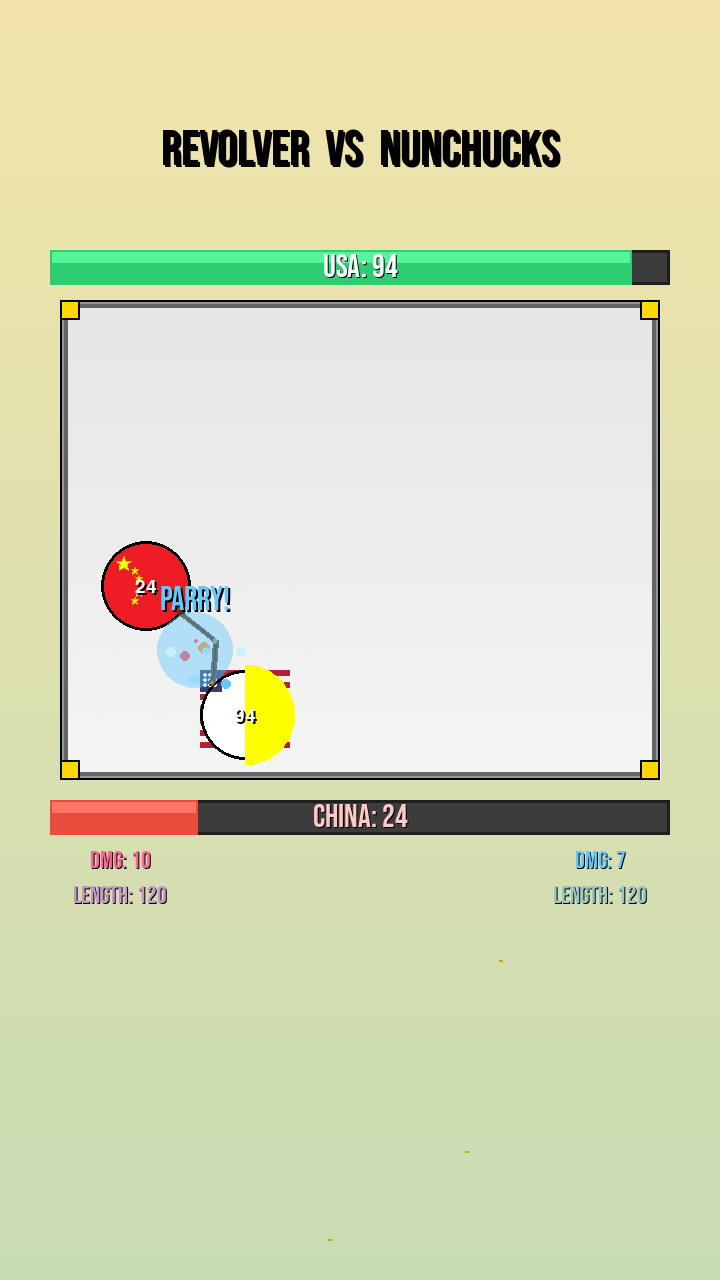 REVOLVER VS NUNCHUCKS
USA: 94
24
PARRY!
94
CHINA: 24
DMG: 10
DMG: 7
LENGTH: 120
LENGTH: 120